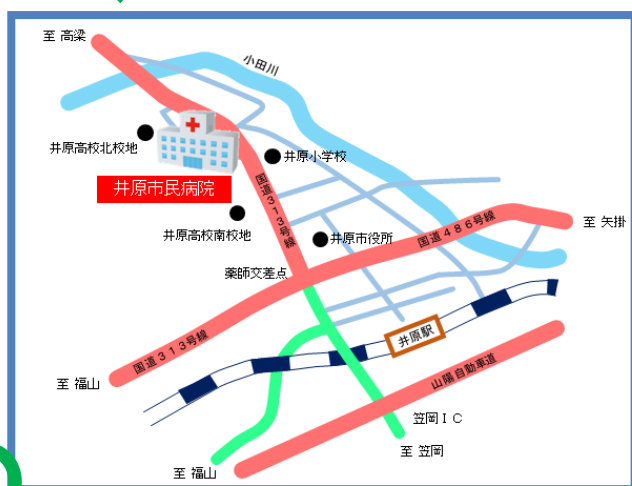 至 高梁
小田川
井原高校北校地
井原小学校
井原市民病院
国道313号線
井原高校南校地
井原市役所
国道486号線
至 矢掛
薬師交差点
国道313号線
井原駅
至 福山
山陽自動車道
笠岡IC
至 笠岡
至 福山